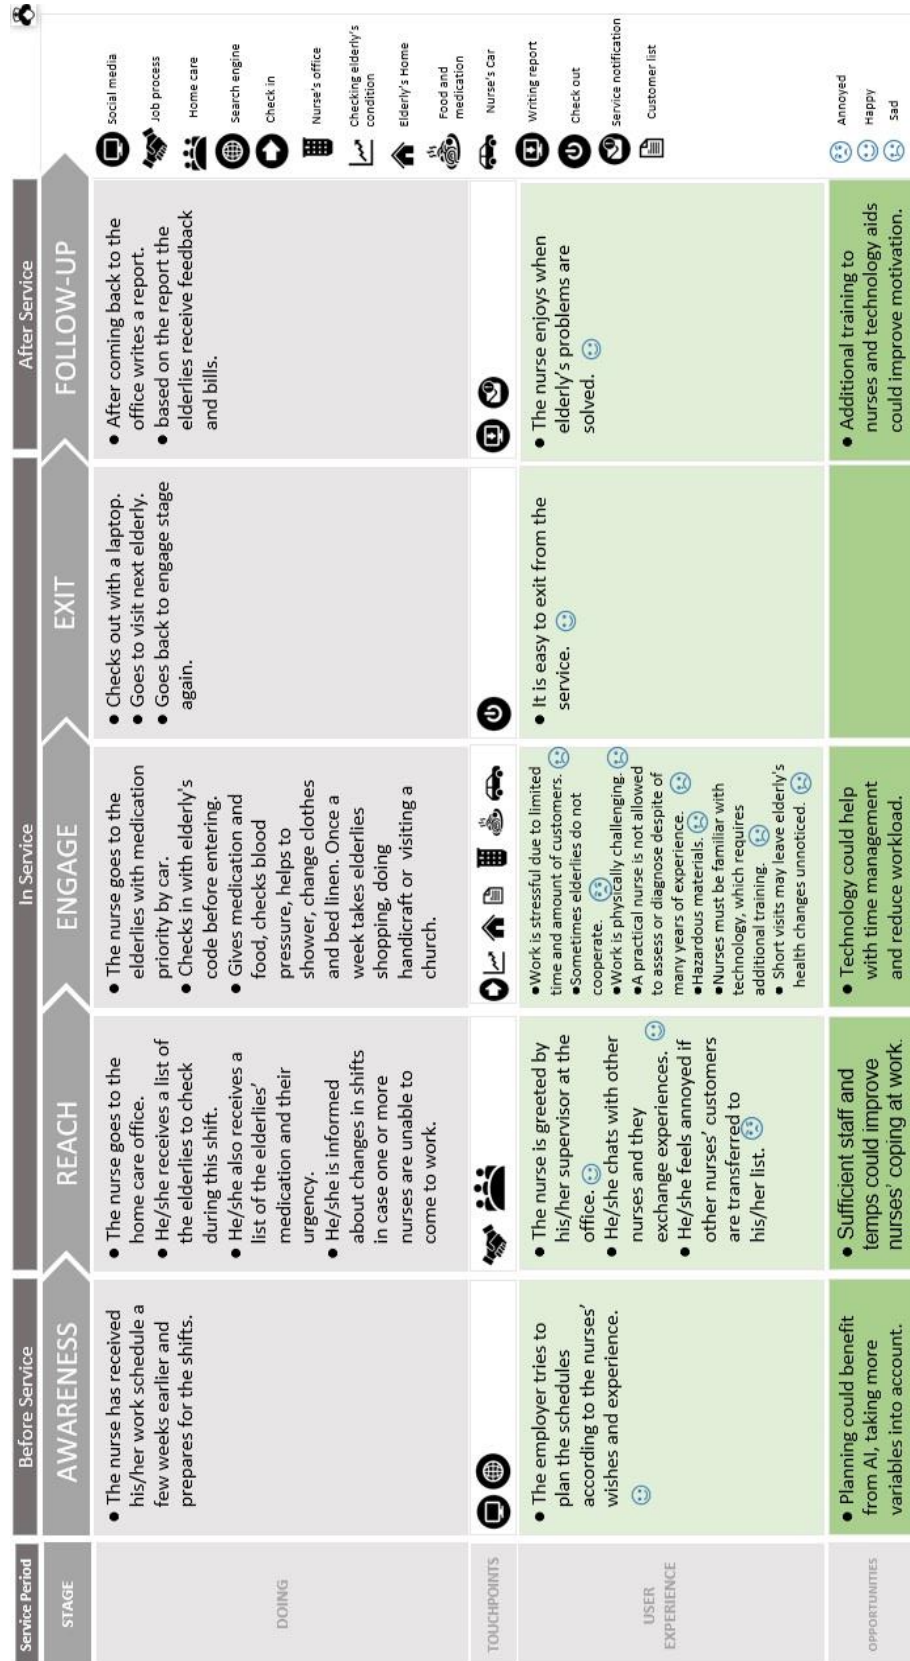 Service Period
Before Service
In Service
After Service
STAGE
AWARENESS
REACH
ENGAGE
EXIT
FOLLOW-UP
DOING
● The nurse has received
his/her work schedule a
few weeks earlier and
prepares for the shifts.
● The nurse goes to the
home care office.
● He/she receives a list of
the elderlies to check
during this shift.
● He/she also receives a
list of the elderlies'
medication and their
urgency.
● He/she is informed
about changes in shifts
in case one or more
nurses are unable to
come to work.
● The nurse goes to the
elderlies with medication
priority by car.
● Checks in with elderly's
code before entering.
● Gives medication and
food, checks blood
pressure, helps to
shower, change clothes
and bed linen. Once a
week takes elderlies
shopping, doing
handicraft or visiting a
church.
● Checks out with a laptop.
● Goes to visit next elderly.
● Goes back to engage stage
again.
● After coming back to the
office writes a report.
● based on the report the
elderlies receive feedback
and bills.
TOUCHPOINTS
USER
EXPERIENCE
● The employer tries to
plan the schedules
according to the nurses'
wishes and experience.
● The nurse is greeted by
his/her supervisor at the
office.
● He/she chats with other
nurses and they
exchange experiences.
● He/she feels annoyed if
other nurses' customers
are transferred to
his/her list.
●Work is stressful due to limited
time and amount of customers.
●Sometimes elderlies do not
cooperate.
●Work is physically challenging.
●A practical nurse is not allowed
to assess or diagnose despite of
many years of experience.
●Hazardous materials.
●Nurses must be familiar with
technology, which requires
additional training.
● Short visits may leave elderly's
health changes unnoticed.
● It is easy to exit from the
service.
● The nurse enjoys when
elderly's problems are
solved.
OPPORTUNITIES
● Planning could benefit
from AI, taking more
variables into account.
● Sufficient staff and
temps could improve
nurses' coping at work.
● Technology could help
with time management
and reduce workload.
● Additional training to
nurses and technology aids
could improve motivation.
Social media
Job process
Home care
Search engine
Check in
Nurse's office
Checking elderly's
condition
Elderly's Home
Food and
medication
Nurse's Car
Writing report
Check out
Service notification
Customer list
Annoyed
Happy
Sad